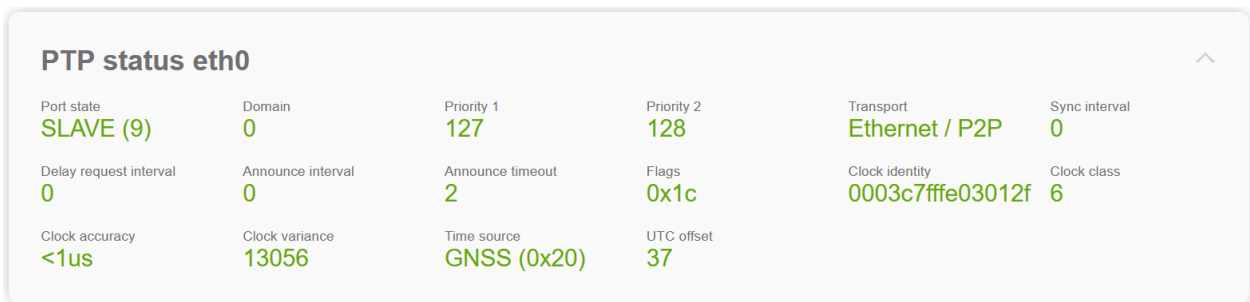 PTP status eth0
Port state Domain Priority 1 Priority 2 Transport Sync interval
SLAVE (9) 0 127 128 Ethernet / P2P 0
Delay request interval Announce interval Announce timeout Flags Clock identity Clock class
0 0 2 0x1c 0003c7fffe03012f 6
Clock accuracy Clock variance Time source UTC offset
<1us 13056 GNSS (0x20) 37